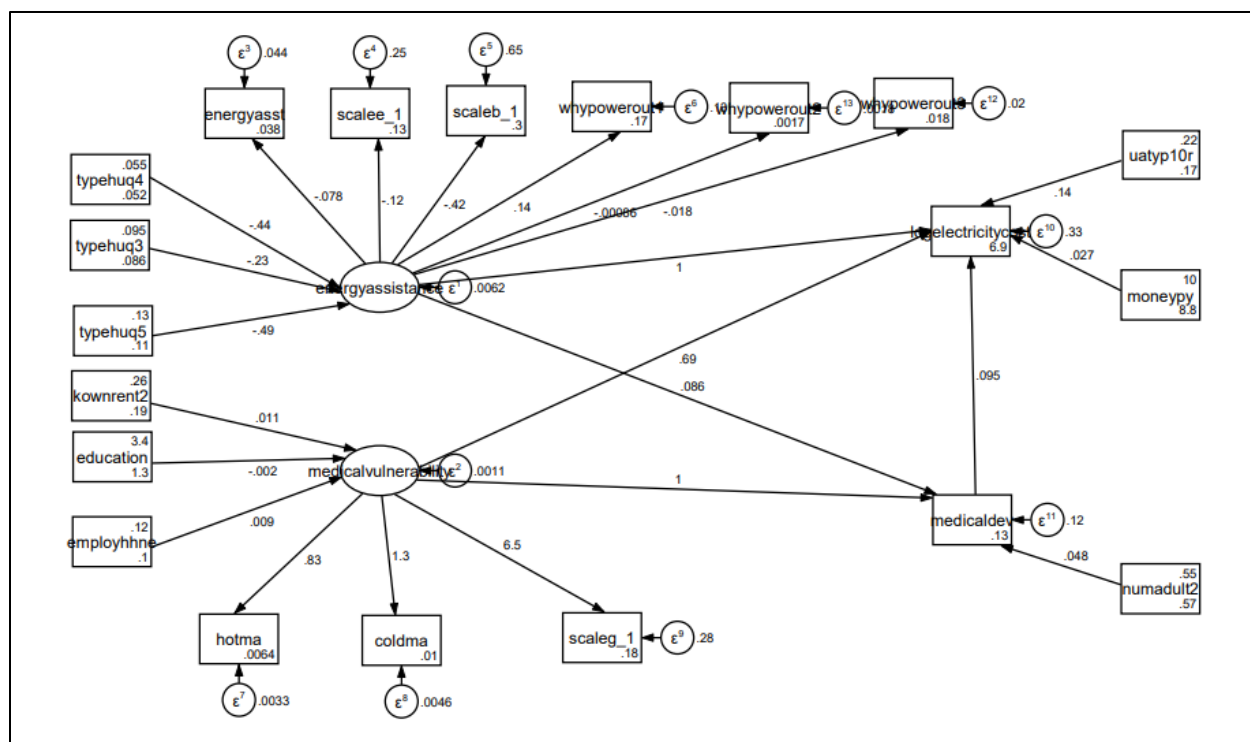 ε3 .044
ε4 .25
ε5 .65
energyasst
.038
scalee_1
.13
scaleb_1
.3
whypowerout1
.17
ε6
whypowerout2
.0017
ε13
whypowerout3
.018
ε12 .02
.055
typehuq4
.052
.095
typehuq3
.086
.13
typehuq5
.11
.26
kownrent2
.19
3.4
education
1.3
.12
employhhne
.1
-.44
-.23
-.49
.011
-.002
.009
-.078
-.12
-.42
.14
-.00086
-.018
energyassistance
ε1 .0062
medicalvulnerability
ε2 .0011
1
.69
.086
1
.095
.22
uatyp10r
.17
.14
6.9
ε10 .33
.027
10
moneypy
8.8
medicaldev
.13
ε11 .12
.048
.55
numadult2
.57
.83
1.3
6.5
hotma
.0064
coldma
.01
scaleg_1
.18
ε9 .28
ε7 .0033
ε8 .0046